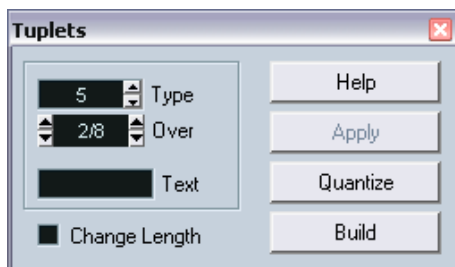 Tuplets
5 Type
2/8 Over
Text
Change Length
Help
Apply
Quantize
Build